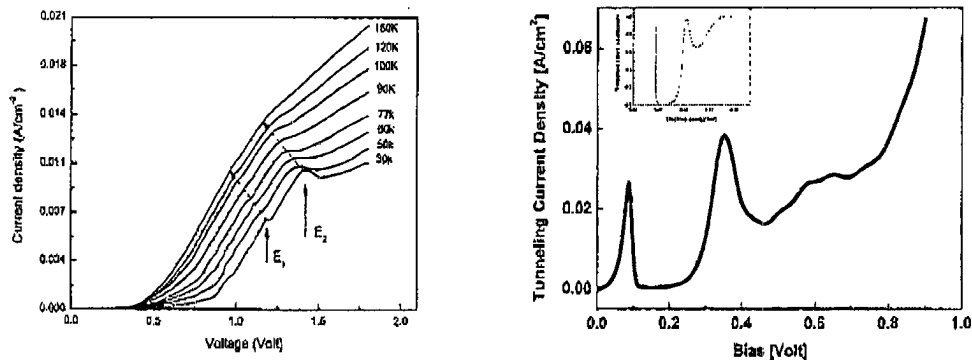 0.021
0.018
0.014
0.011
0.007
0.004
0.000
0.0
0.5
1.0
1.5
2.0
Current density (A/cm⁻²)
Voltage (Volt)
150K
120K
100K
90K
77k
60k
50k
30k
E₁
E₂
0.06
0.04
0.02
0.00
0.0
0.2
0.4
0.6
0.8
1.0
Tunneling Current Density [A/cm²]
Bias [Volt]